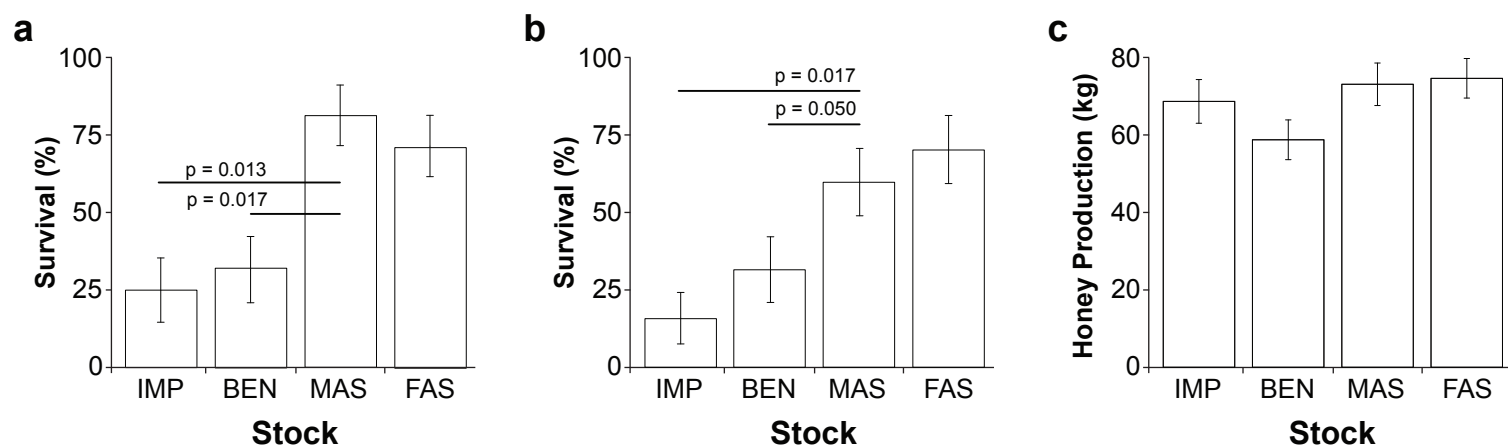 a
100
75
50
25
0
Survival (%)
p = 0.013
p = 0.017
IMP BEN MAS FAS
Stock
b
100
75
50
25
0
Survival (%)
p = 0.017
p = 0.050
IMP BEN MAS FAS
Stock
c
80
60
40
20
0
Honey Production (kg)
IMP BEN MAS FAS
Stock